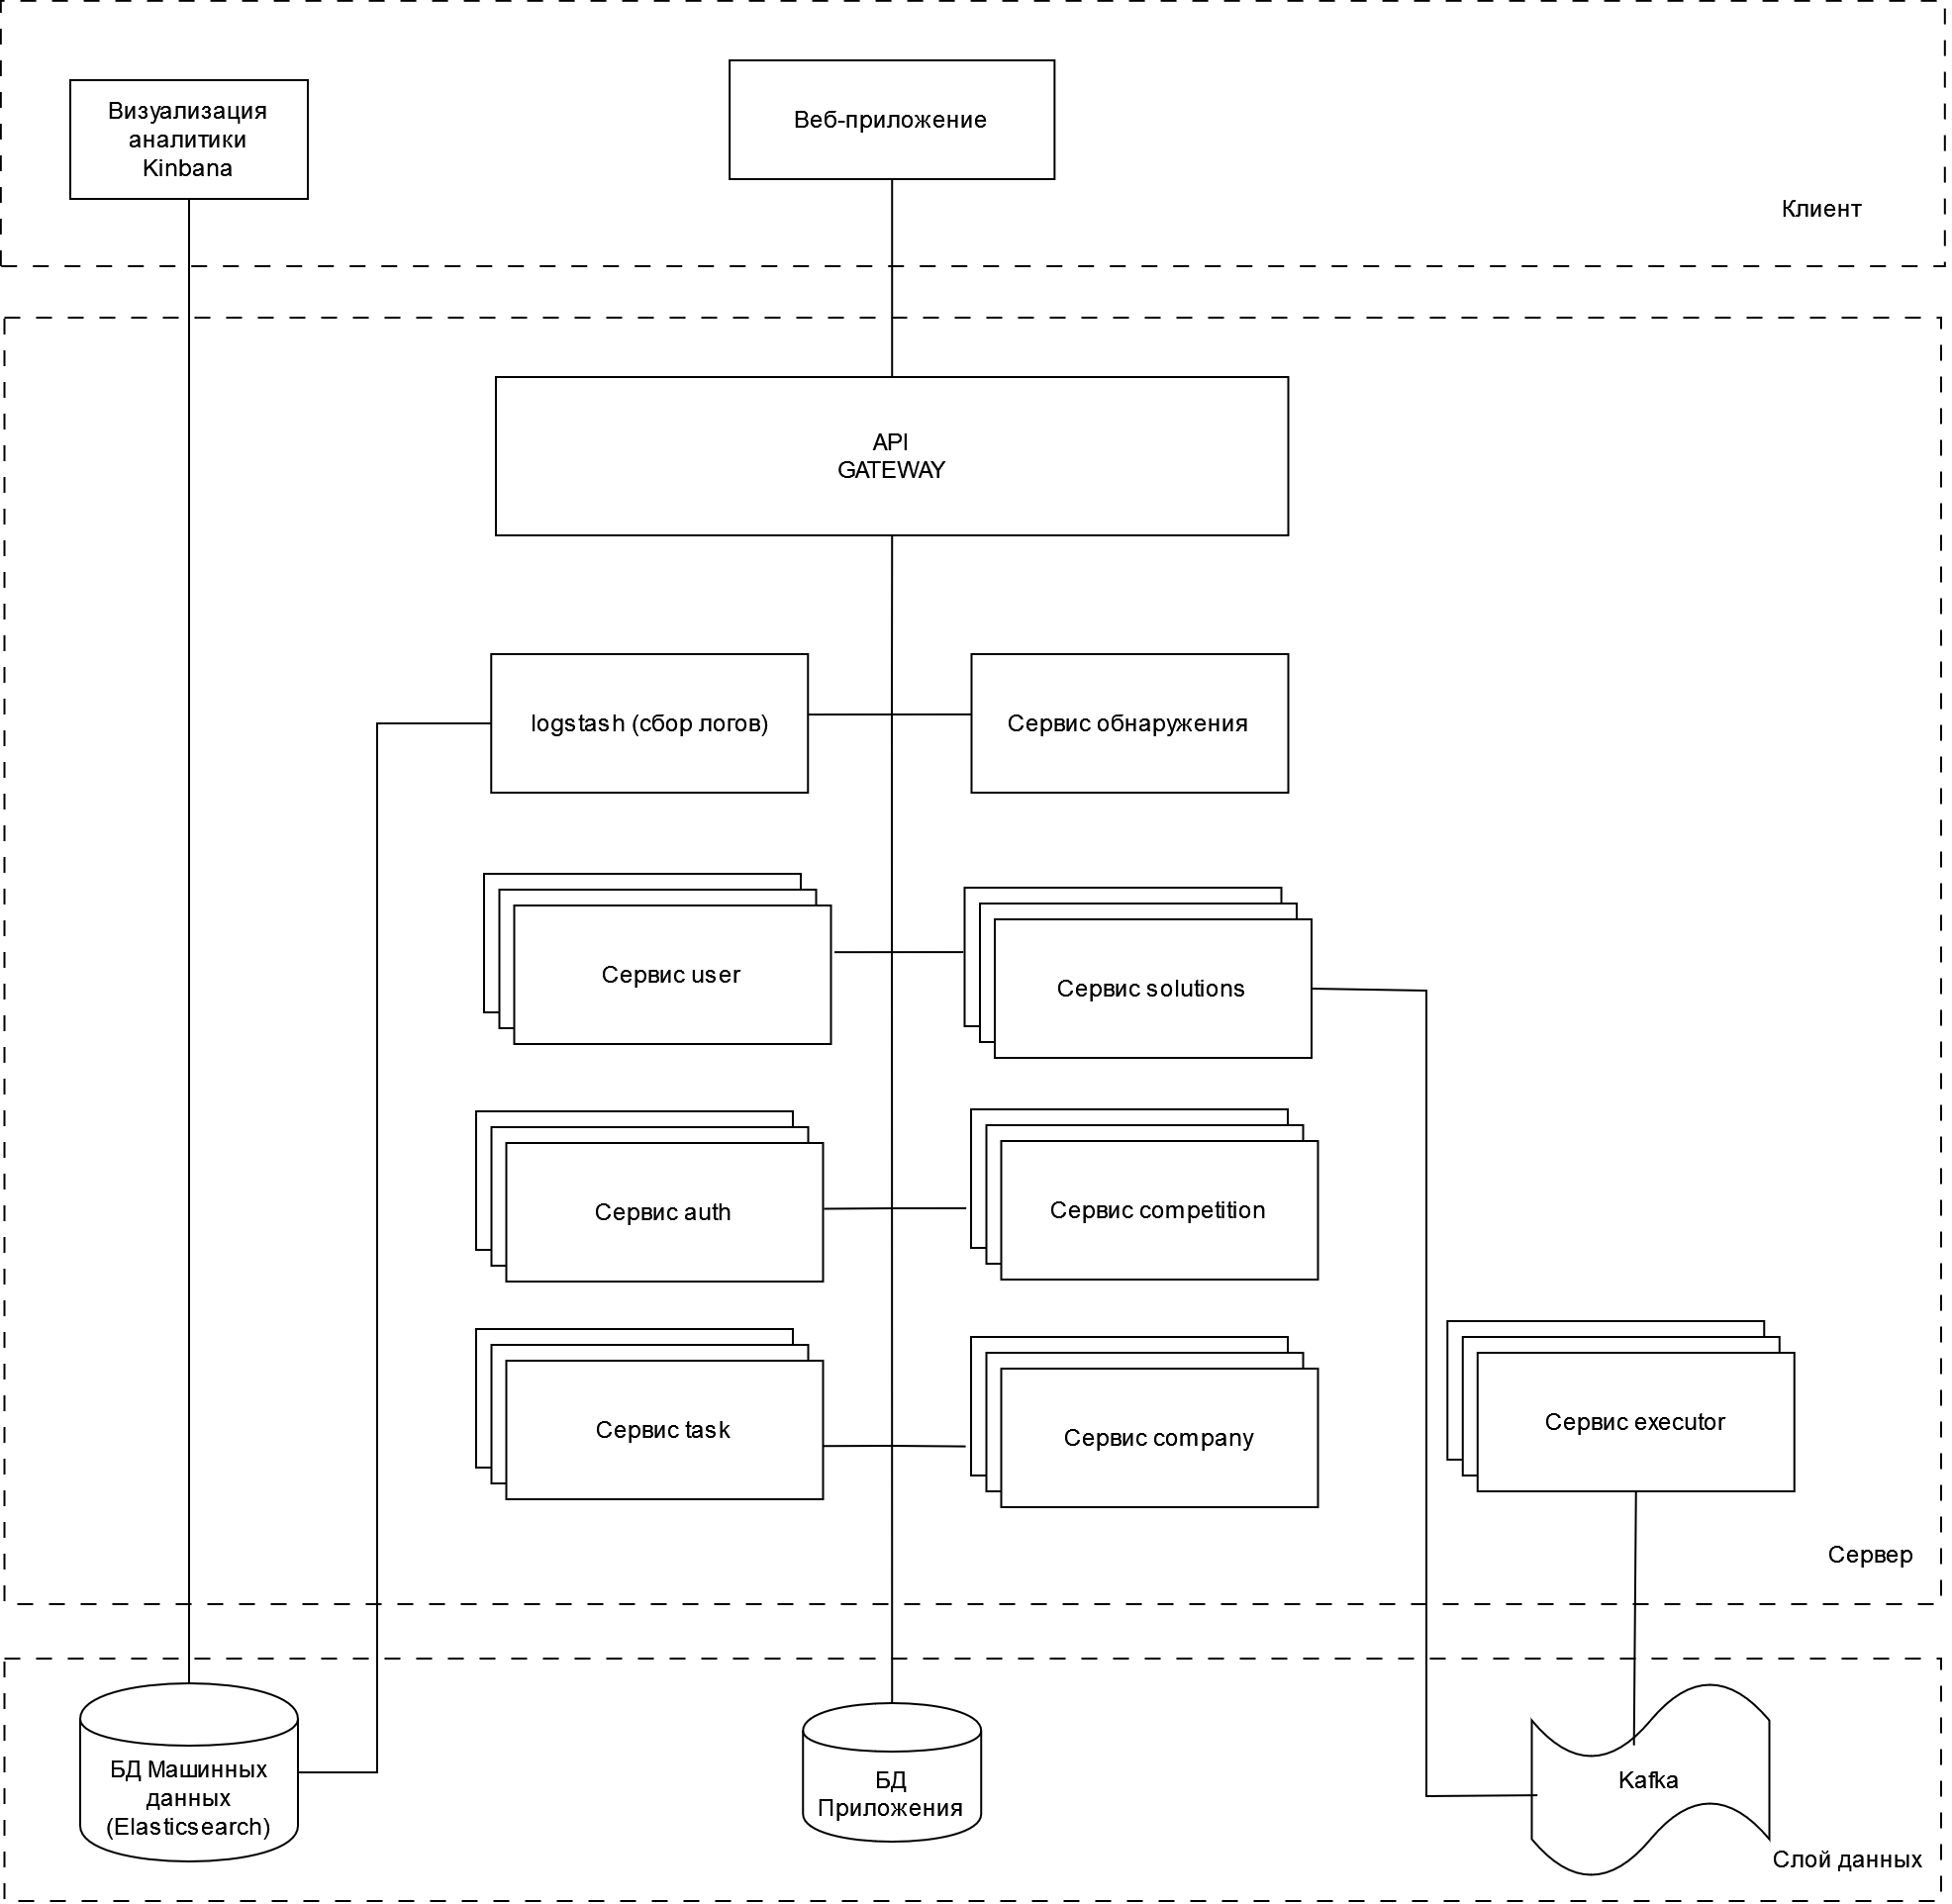 Визуализация
аналитики
Kinbana
Веб-приложение
Клиент
API
GATEWAY
logstash (сбор логов)
Сервис обнаружения
Сервис user
Сервис solutions
Сервис auth
Сервис competition
Сервис task
Сервис company
Сервис executor
Сервер
БД Машинных
данных
(Elasticsearch)
БД
Приложения
Kafka
Слой данных